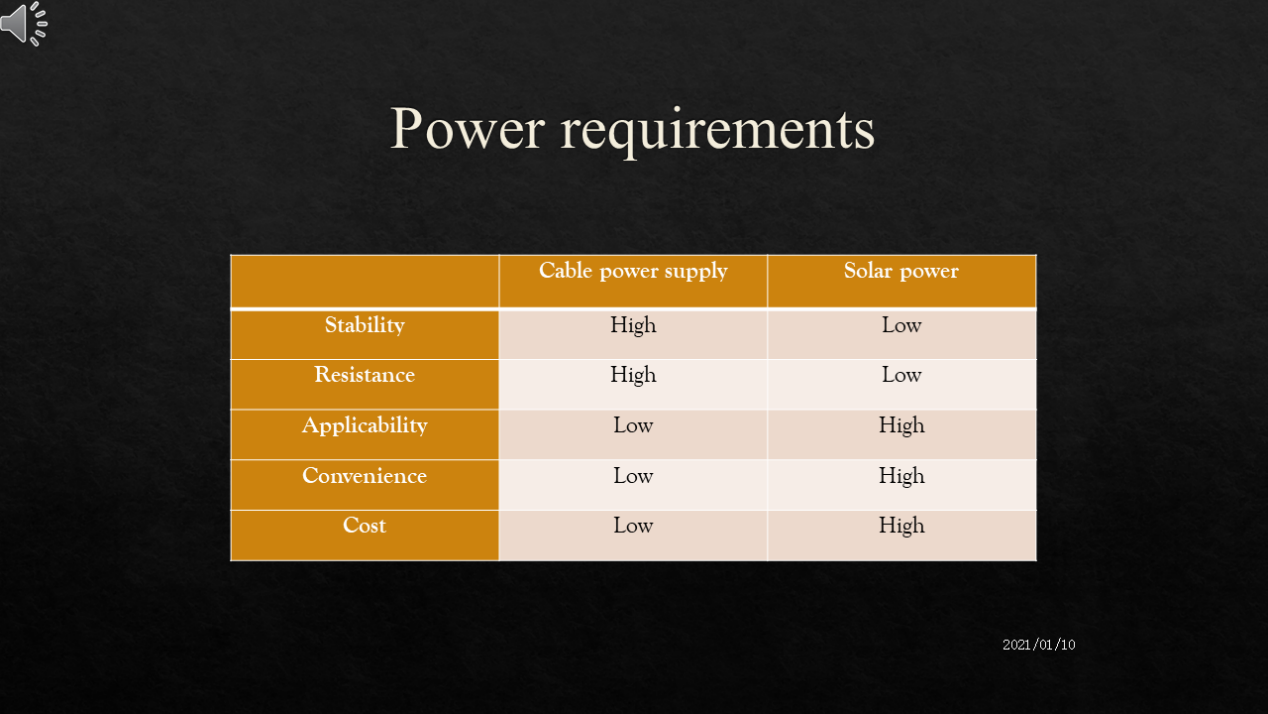 Power requirements
Cable power supply Solar power
Stability High Low
Resistance High Low
Applicability Low High
Convenience Low High
Cost Low High
2021/01/10